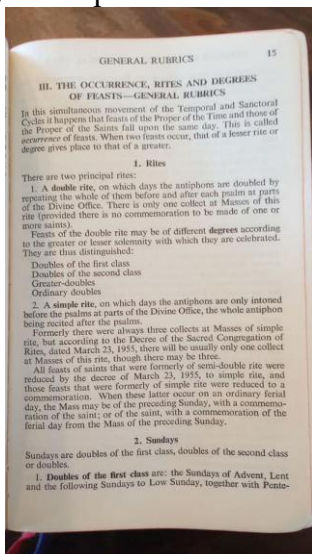 GENERAL RUBRICS 15
III. THE OCCURRENCE, RITES AND DEGREES
OF FEASTS—GENERAL RUBRICS
In this simultaneous movement of the Temporal and Sanctoral
Cycles it happens that feasts of the Proper of the Time and those of
the Proper of the Saints fall upon the same day. This is called
occurrence of feasts. When two feasts occur, that of a lesser rite or
degree gives place to that of a greater.
1. Rites
There are two principal rites:
1. A double rite, on which days the antiphons are doubled by
repeating the whole of them before and after each psalm at parts
of the Divine Office. There is only one collect at Masses of this
rite (provided there is no commemoration to be made of one or
more saints).
Feasts of the double rite may be of different degrees according
to the greater or lesser solemnity with which they are celebrated.
They are thus distinguished:
Doubles of the first class
Doubles of the second class
Greater-doubles
Ordinary doubles
2. A simple rite, on which days the antiphons are only intoned
before the psalms at parts of the Divine Office, the whole antiphon
being recited after the psalms.
Formerly there were always three collects at Masses of simple
rite, but according to the Decree of the Sacred Congregation of
Rites, dated March 23, 1955, there will be usually only one collect
at Masses of this rite, though there may be three.
All feasts of saints that were formerly of semi-double rite were
reduced by the decree of March 23, 1955, to simple rite, and
those feasts that were formerly of simple rite were reduced to a
commemoration. When these latter occur on an ordinary ferial
day, the Mass may be of the preceding Sunday, with a commemo-
ration of the saint; or of the saint, with a commemoration of the
ferial day from the Mass of the preceding Sunday.
2. Sundays
Sundays are doubles of the first class, doubles of the second class
or doubles.
1. Doubles of the first class are: the Sundays of Advent, Lent
and the following Sundays to Low Sunday, together with Pente-